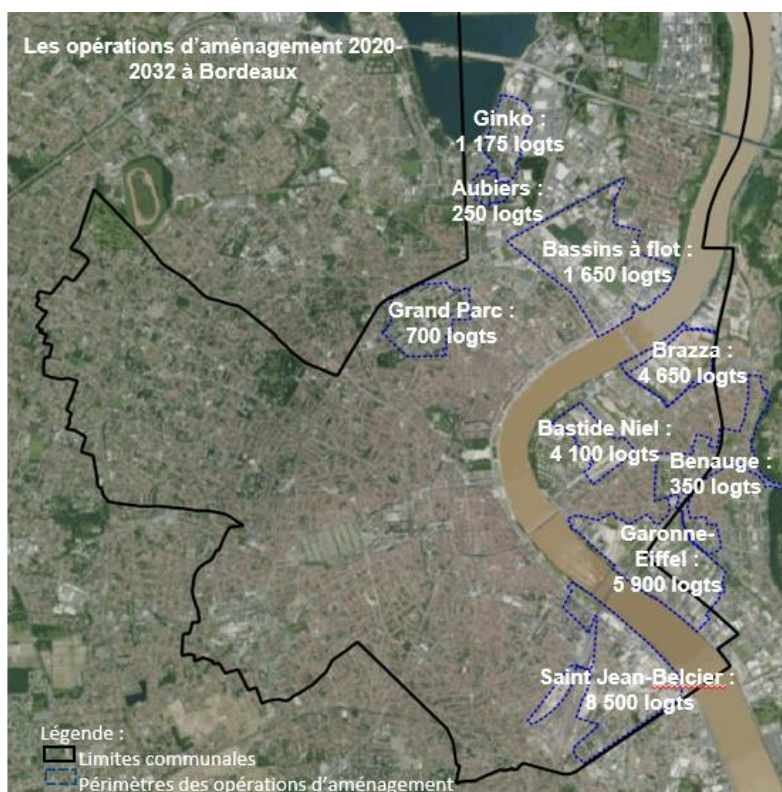 Les opérations d'aménagement 2020-
2032 à Bordeaux
Ginko :
1 175 logts
Aubiers :
250 logts
Bassins à flot :
1 650 logts
Grand Parc :
700 logts
Brazza :
4 650 logts
Bastide Niel :
4 100 logts
Benauge :
350 logts
Garonne-
Eiffel :
5 900 logts
Saint Jean-Belcier :
8 500 logts
Légende :
Limites communales
Périmètres des opérations d'aménagement